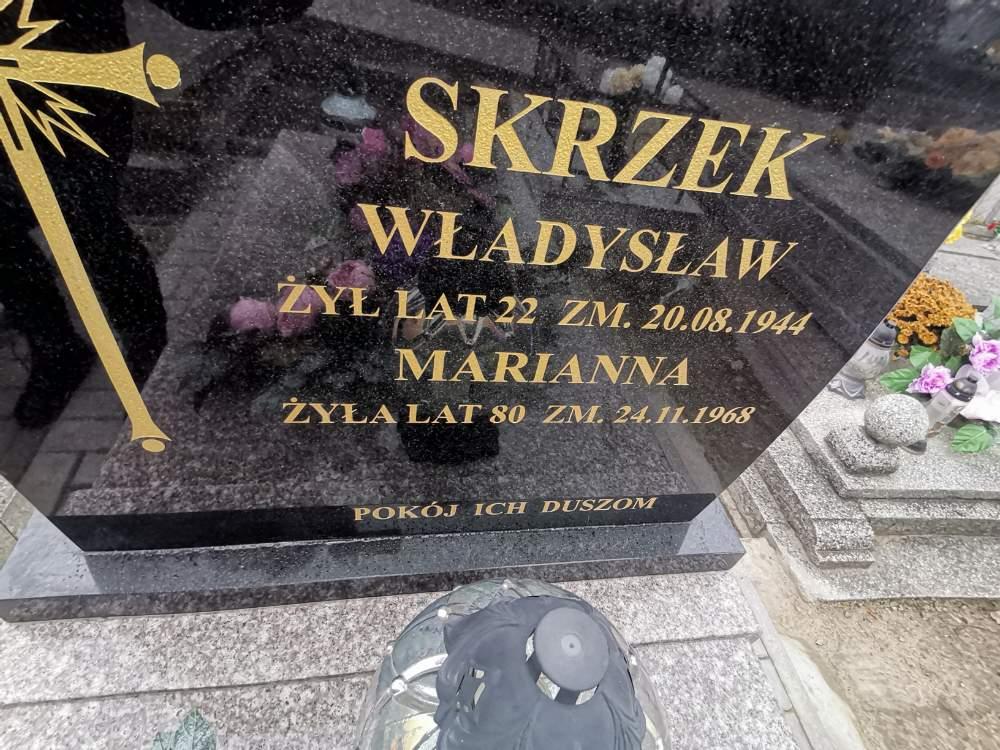 SKRZEK
WŁADYSŁAW
ŻYŁ LAT 22 ZM. 20.08.1944
MARIANNA
ŻYŁA LAT 80 ZM. 24.11.1968
POKÓJ ICH DUSZOM